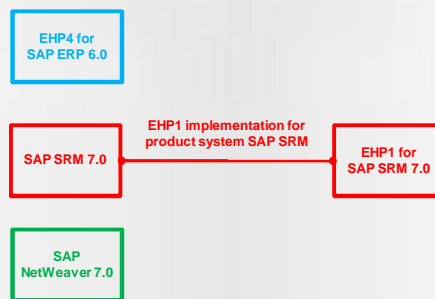 EHP4 for
SAP ERP 6.0
EHP1 implementation for
product system SAP SRM
SAP SRM 7.0
EHP1 for
SAP SRM 7.0
SAP
NetWeaver 7.0